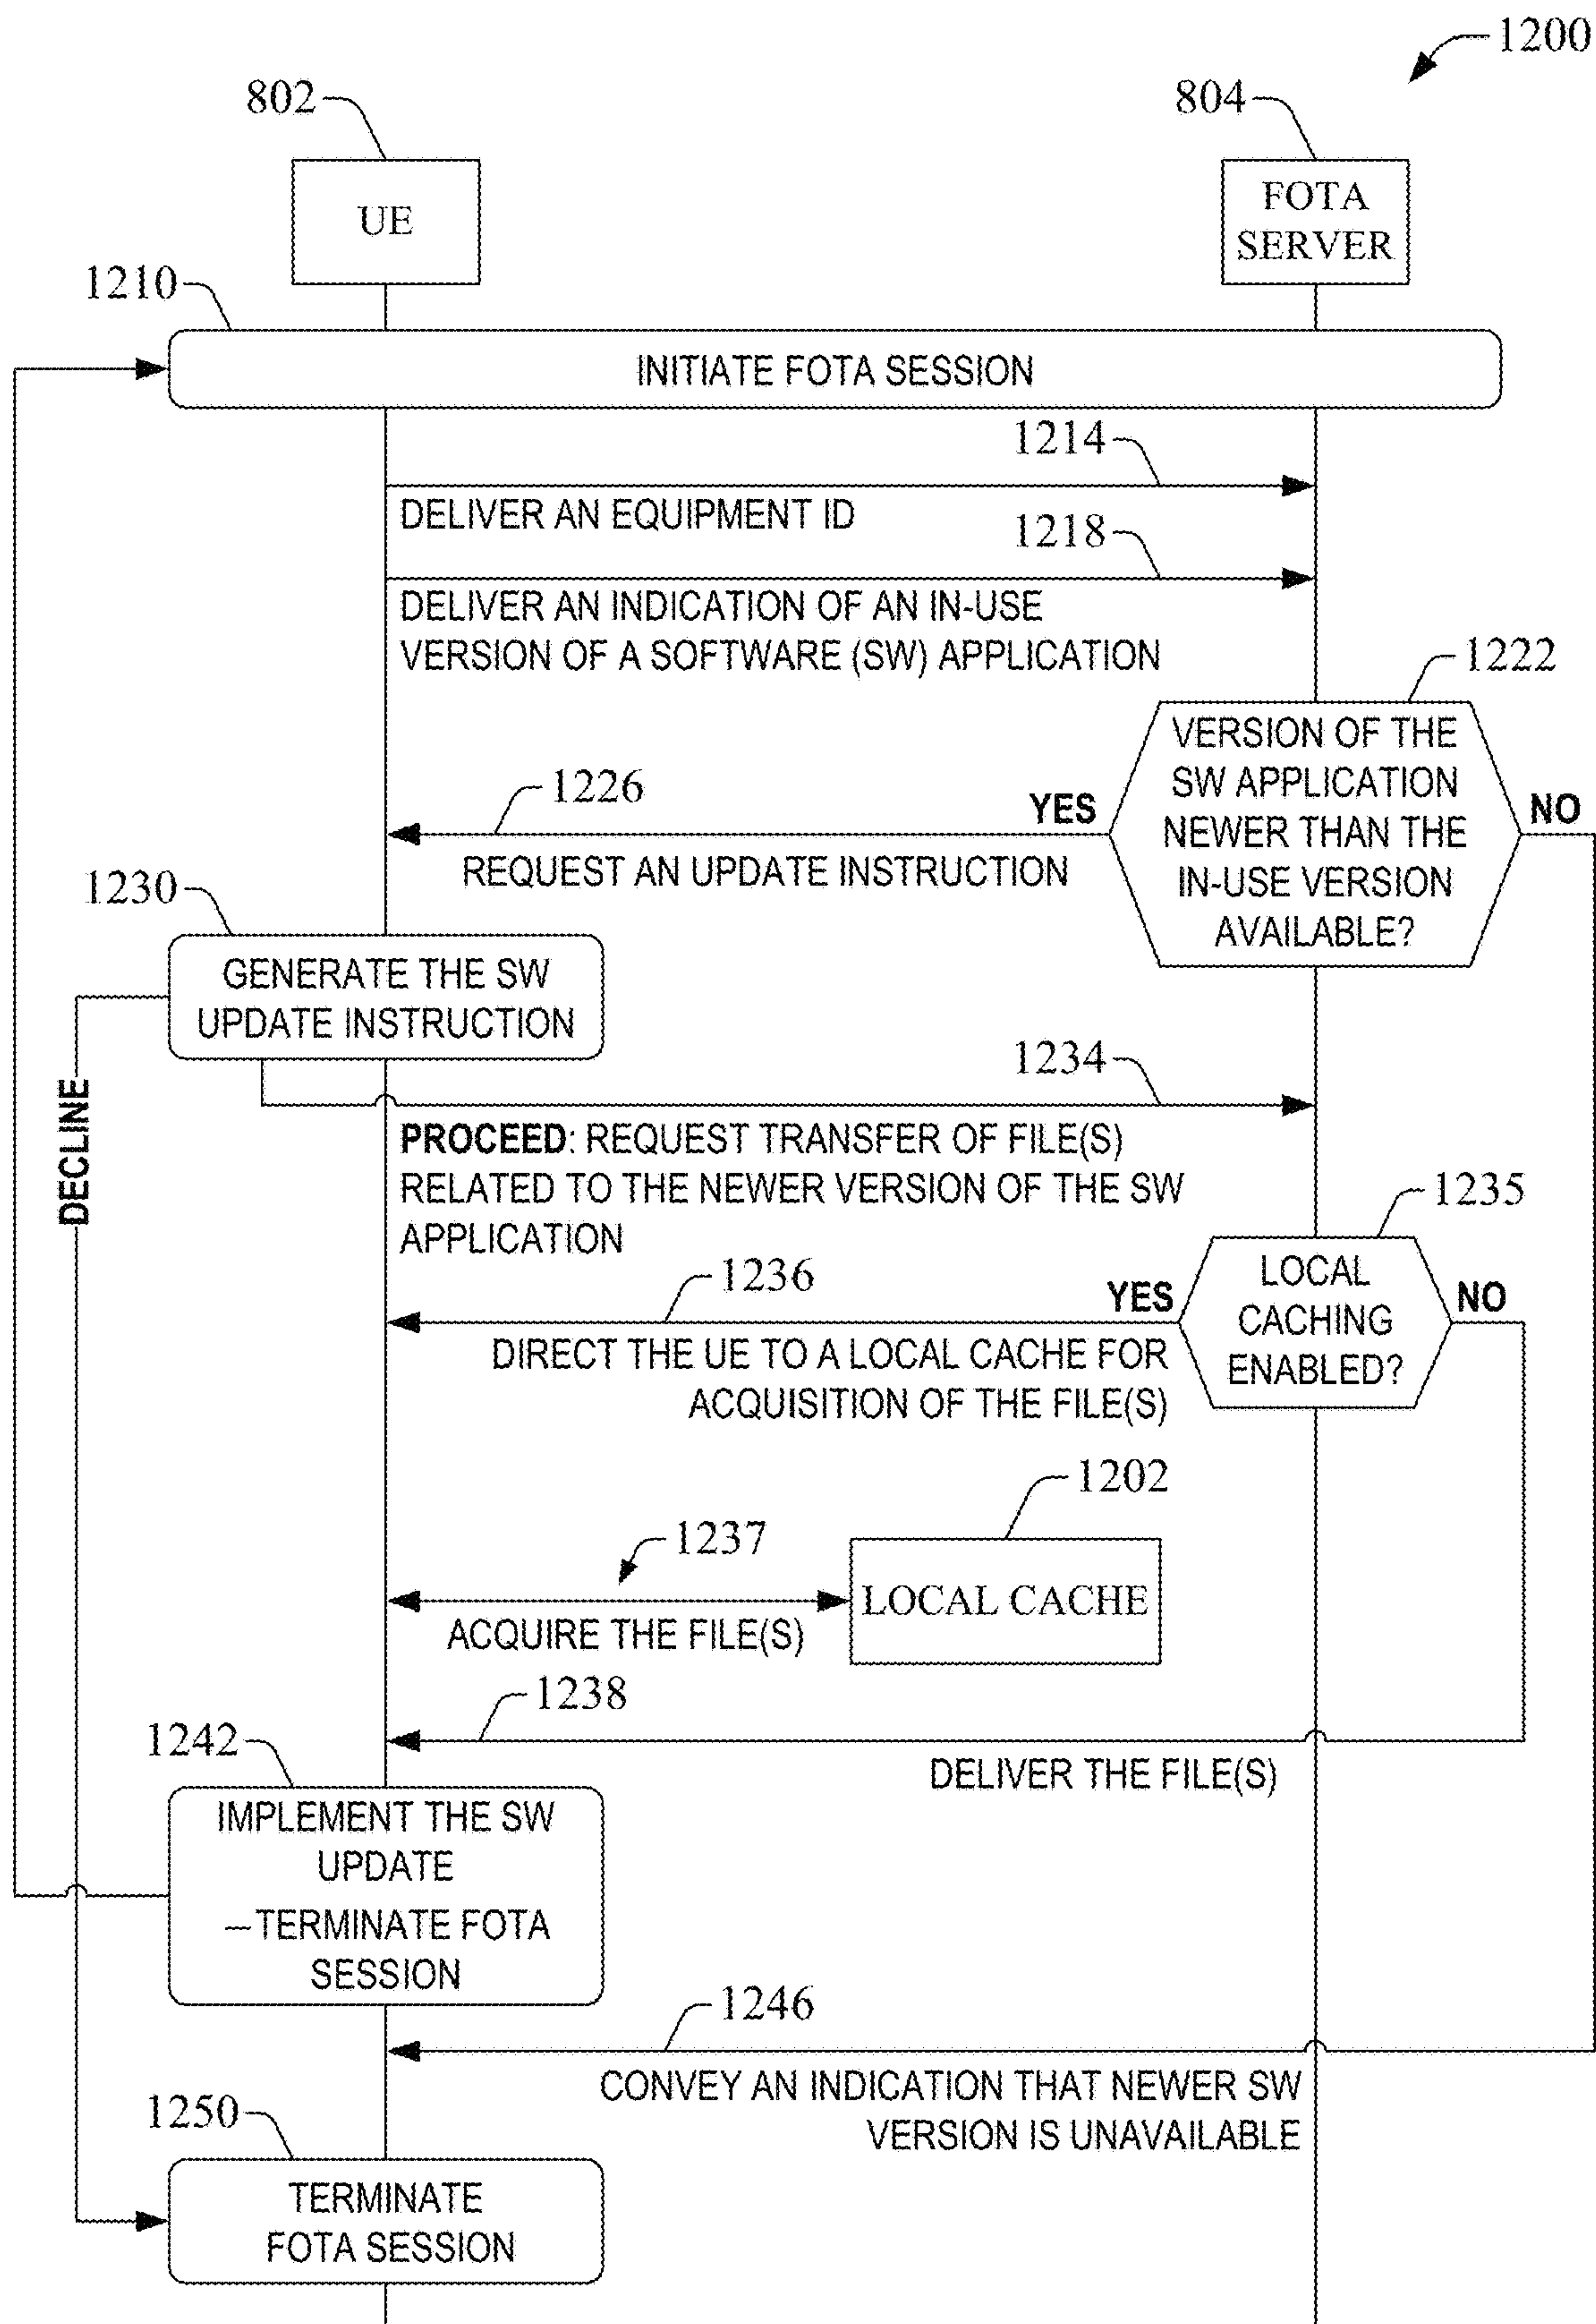 1200
802
804
UE
FOTA
SERVER
1210
INITIATE FOTA SESSION
1214
DELIVER AN EQUIPMENT ID
1218
DELIVER AN INDICATION OF AN IN-USE
VERSION OF A SOFTWARE (SW) APPLICATION
1222
VERSION OF THE
SW APPLICATION
NEWER THAN THE
IN-USE VERSION
AVAILABLE?
YES
NO
1226
REQUEST AN UPDATE INSTRUCTION
1230
GENERATE THE SW
UPDATE INSTRUCTION
DECLINE
1234
PROCEED: REQUEST TRANSFER OF FILE(S)
RELATED TO THE NEWER VERSION OF THE SW
APPLICATION
1235
LOCAL
CACHING
ENABLED?
YES
NO
1236
DIRECT THE UE TO A LOCAL CACHE FOR
ACQUISITION OF THE FILE(S)
1202
1237
LOCAL CACHE
ACQUIRE THE FILE(S)
1238
DELIVER THE FILE(S)
1242
IMPLEMENT THE SW
UPDATE
—TERMINATE FOTA
SESSION
1246
CONVEY AN INDICATION THAT NEWER SW
VERSION IS UNAVAILABLE
1250
TERMINATE
FOTA SESSION